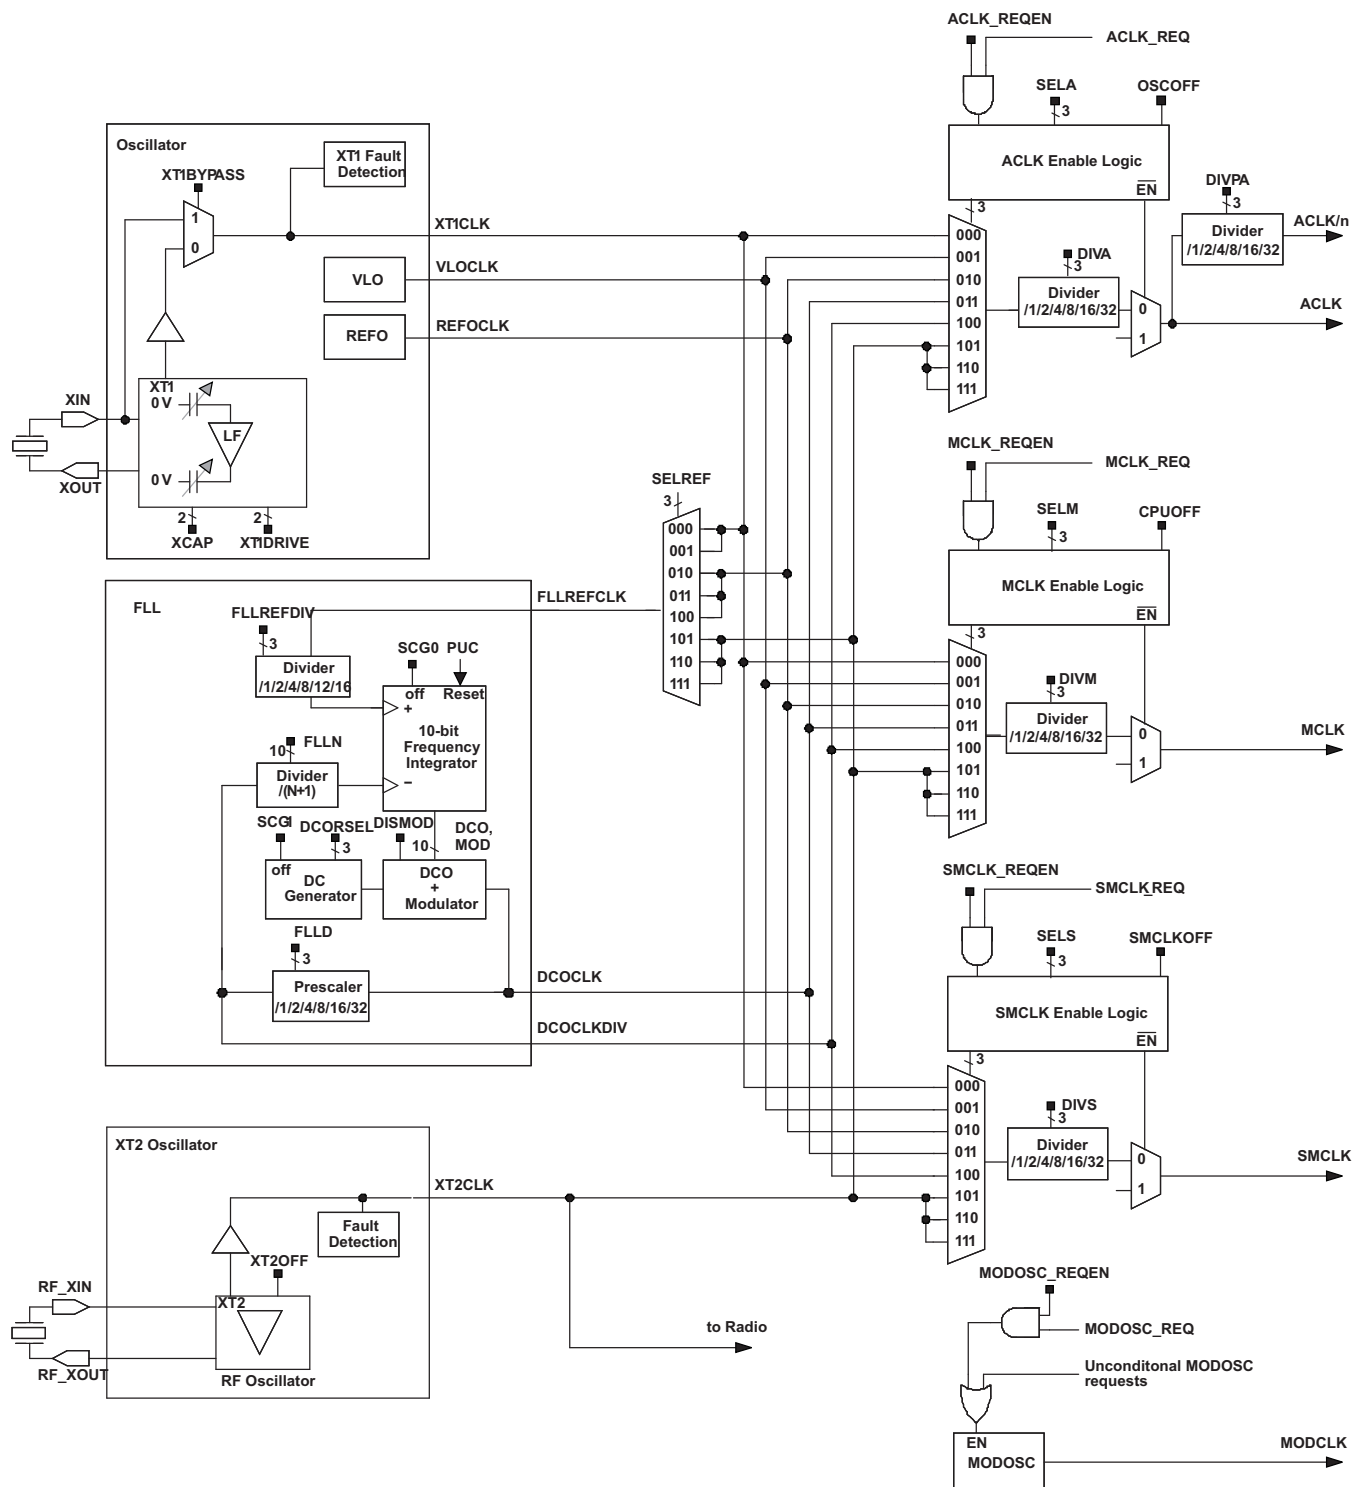 ACLK_REQEN
ACLK_REQ
SELA
3
OSCOFF
ACLK Enable Logic
EN
3
000
001
010
011
100
101
110
111
DIVA
3
Divider
/1/2/4/8/16/32
0
1
DIVPA
3
Divider
/1/2/4/8/16/32
ACLK/n
ACLK
Oscillator
XT1BYPASS
1
0
XT1 Fault
Detection
XT1CLK
VLO
VLOCLK
REFO
REFOCLK
XT1
0 V
LF
0 V
XIN
XOUT
2
XCAP
2
XT1DRIVE
SELREF
3
000
001
010
011
100
101
110
111
MCLK_REQEN
MCLK_REQ
SELM
3
CPUOFF
MCLK Enable Logic
EN
3
000
001
010
011
100
101
110
111
DIVM
3
Divider
/1/2/4/8/16/32
0
1
MCLK
FLL
FLLREFCLK
FLLREFDIV
3
Divider
/1/2/4/8/12/16
SCG0 PUC
off
Reset
+
10-bit
Frequency
Integrator
–
FLLN
10
Divider
/(N+1)
SCG1
off
DCORSEL
3
DC
Generator
DISMOD
10
DCO,
MOD
DCO
+
Modulator
FLLD
3
Prescaler
/1/2/4/8/16/32
DCOCLK
DCOCLKDIV
SMCLK_REQEN
SMCLK_REQ
SELS
3
SMCLKOFF
SMCLK Enable Logic
EN
3
000
001
010
011
100
101
110
111
DIVS
3
Divider
/1/2/4/8/16/32
0
1
SMCLK
XT2 Oscillator
XT2CLK
Fault
Detection
XT2OFF
XT2
RF_XIN
RF_XOUT
RF Oscillator
to Radio
MODOSC_REQEN
MODOSC_REQ
Unconditonal MODOSC
requests
EN
MODOSC
MODCLK